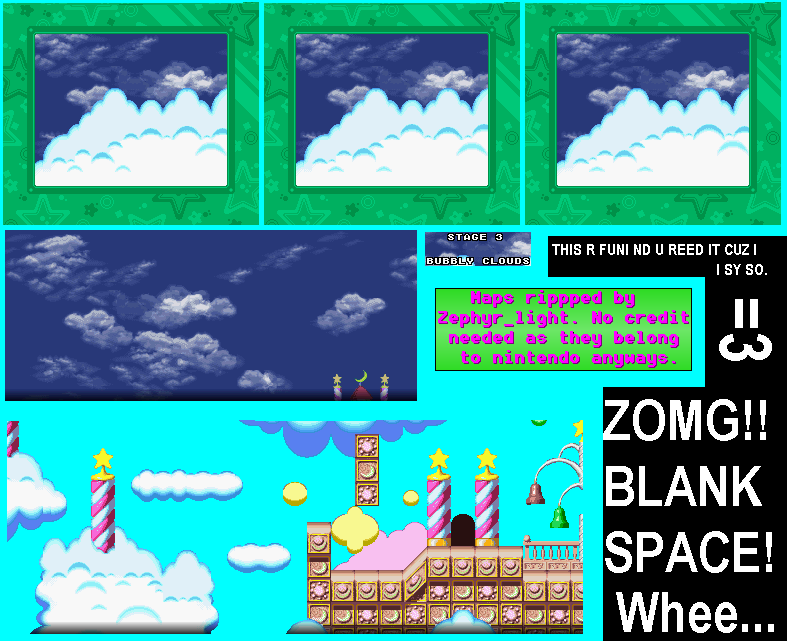 STAGE 3
BUBBLY CLOUDS
THIS R FUNI ND U REED IT CUZ I
I SY SO.
Maps rippped by
Zephyr_light. No credit
needed as they belong
to nintendo anyways.
=3
ZOMG!!
BLANK
SPACE!
Whee...